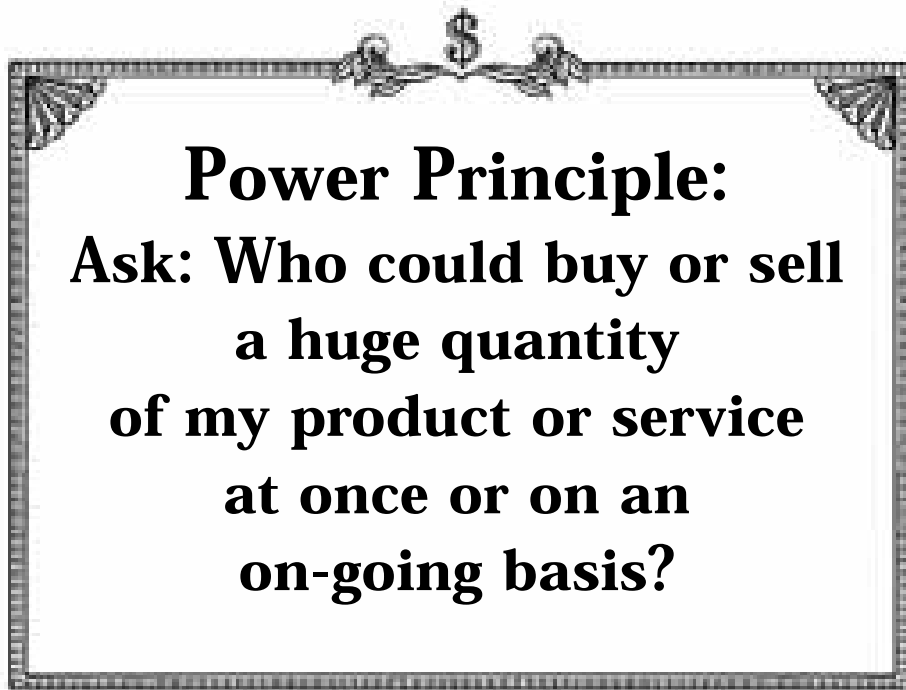 $
Power Principle:
Ask: Who could buy or sell
a huge quantity
of my product or service
at once or on an
on-going basis?